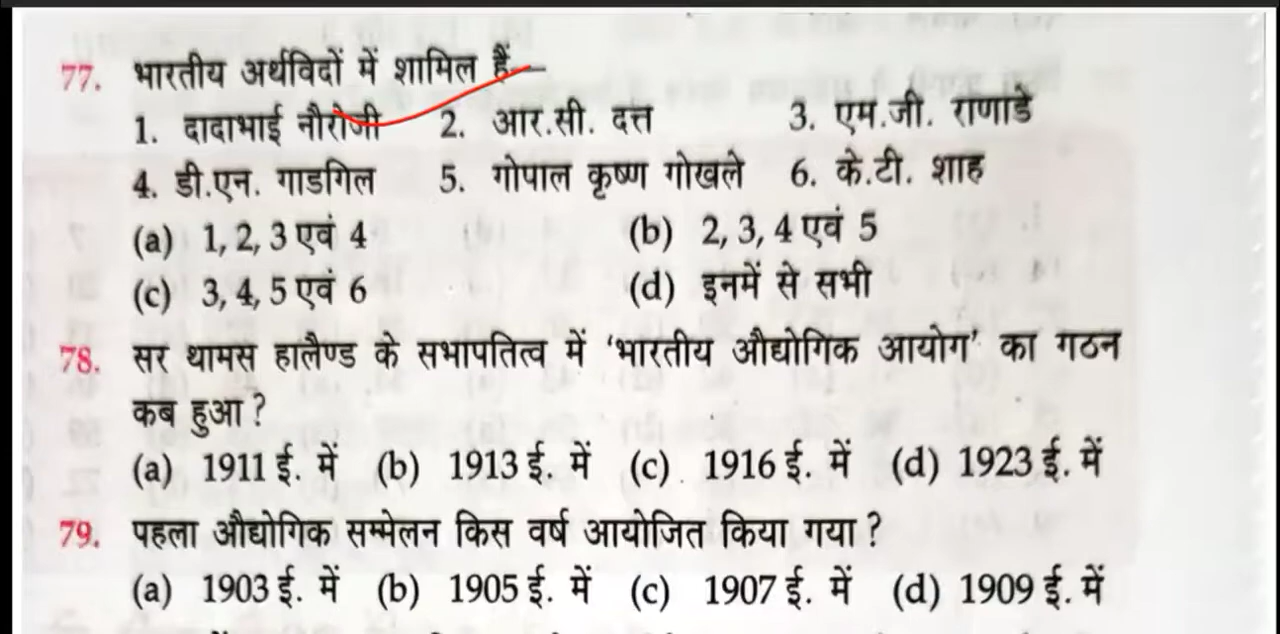 77. भारतीय अर्थविदों में शामिल हैं—
1. दादाभाई नौरोजी 2. आर.सी. दत्त 3. एम.जी. राणाडे
4. डी.एन. गाडगिल 5. गोपाल कृष्ण गोखले 6. के.टी. शाह
(a) 1, 2, 3 एवं 4 (b) 2, 3, 4 एवं 5
(c) 3, 4, 5 एवं 6 (d) इनमें से सभी
78. सर थामस हालैण्ड के सभापतित्व में ‘भारतीय औद्योगिक आयोग’ का गठन
कब हुआ ?
(a) 1911 ई. में (b) 1913 ई. में (c) 1916 ई. में (d) 1923 ई. में
79. पहला औद्योगिक सम्मेलन किस वर्ष आयोजित किया गया ?
(a) 1903 ई. में (b) 1905 ई. में (c) 1907 ई. में (d) 1909 ई. में